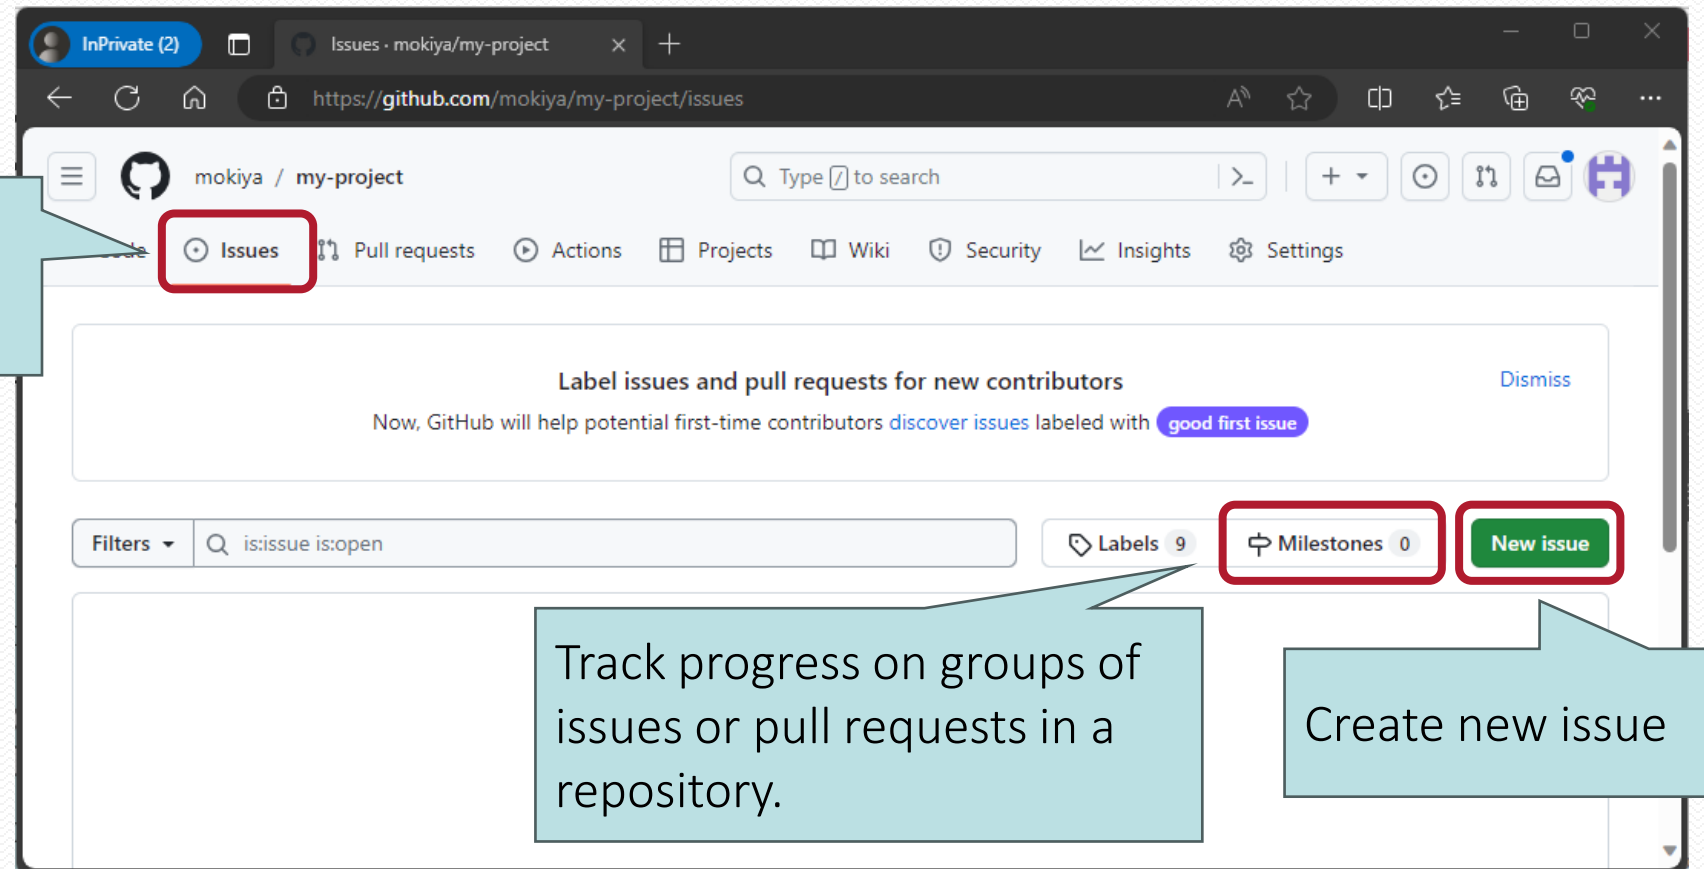 InPrivate (2)
Issues · mokiya/my-project
https://github.com/mokiya/my-project/issues
mokiya / my-project
Type / to search
Issues
Pull requests
Actions
Projects
Wiki
Security
Insights
Settings
Label issues and pull requests for new contributors
Dismiss
Now, GitHub will help potential first-time contributors discover issues labeled with good first issue
Filters
is:issue is:open
Labels 9
Milestones 0
New issue
Track progress on groups of
issues or pull requests in a
repository.
Create new issue